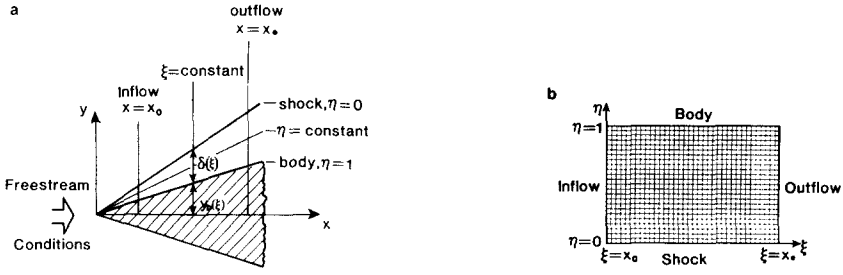 a
outflow
x = x•
ξ=constant
Inflow
x = x₀
y
shock, η=0
η = constant
δ(ξ)
body, η=1
Freestream
Conditions
x
b
η
Body
η=1
Inflow
Outflow
η=0
ξ
ξ= x₀
Shock
ξ= x•